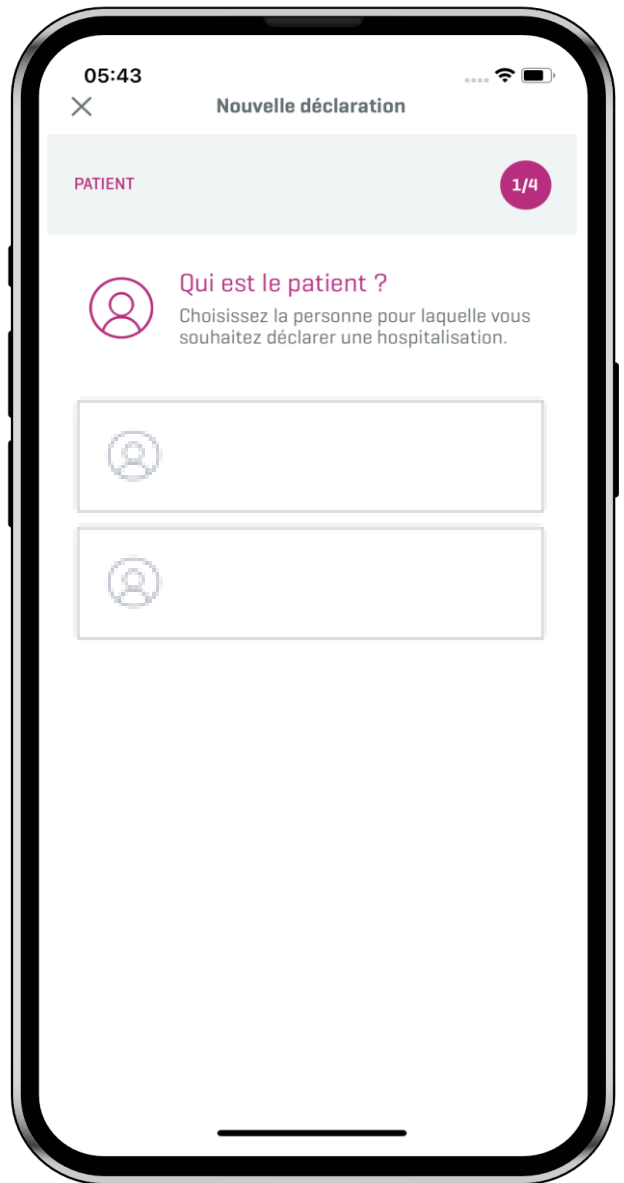 05:43
Nouvelle déclaration
PATIENT
1/4
Qui est le patient ?
Choisissez la personne pour laquelle vous
souhaitez déclarer une hospitalisation.